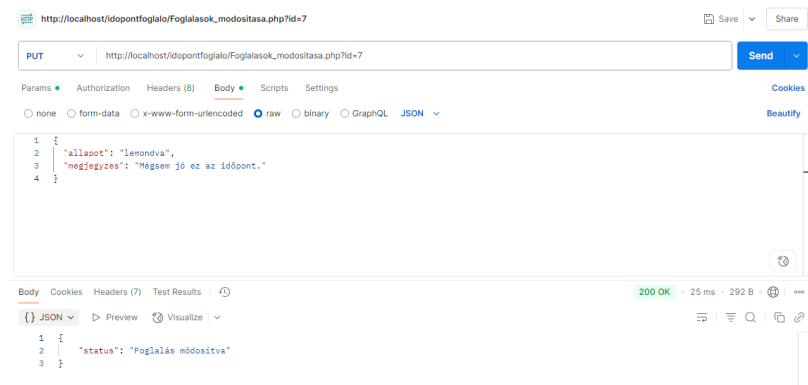 HTTP http://localhost/idopontfoglalo/Foglalasok_modositasa.php?id=7 Save Share
PUT http://localhost/idopontfoglalo/Foglalasok_modositasa.php?id=7 Send
Params Authorization Headers (8) Body Scripts Settings Cookies
none form-data x-www-form-urlencoded raw binary GraphQL JSON Beautify
1 {
2 "allapot": "lemondva",
3 "megjegyzes": "Mégsem jó ez az időpont."
4 }
Body Cookies Headers (7) Test Results 200 OK 25 ms 292 B
{} JSON Preview Visualize
1 {
2 "status": "Foglalás módosítva"
3 }